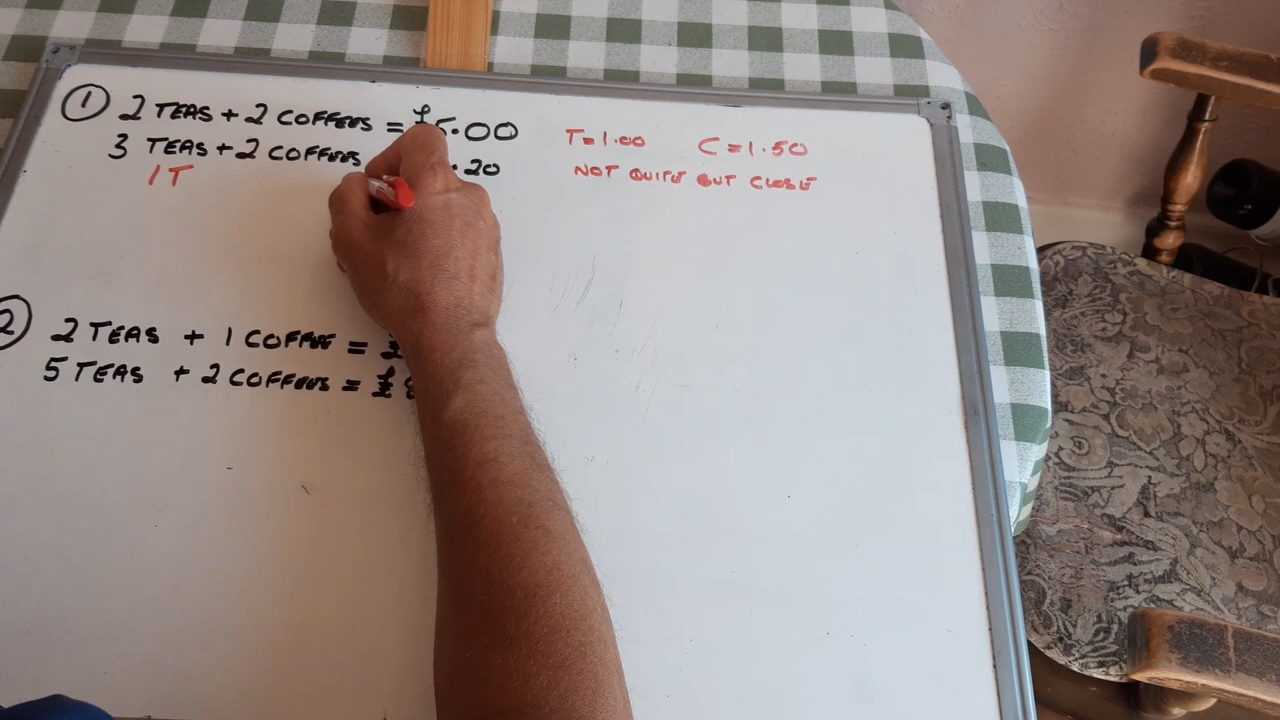 ① 2 TEAS + 2 COFFEES = £5.00
3 TEAS + 2 COFFEES .20
1T
T=1.00 C=1.50
NOT QUITE BUT CLOSE
② 2 TEAS + 1 COFFEE = £
5 TEAS + 2 COFFEES = £